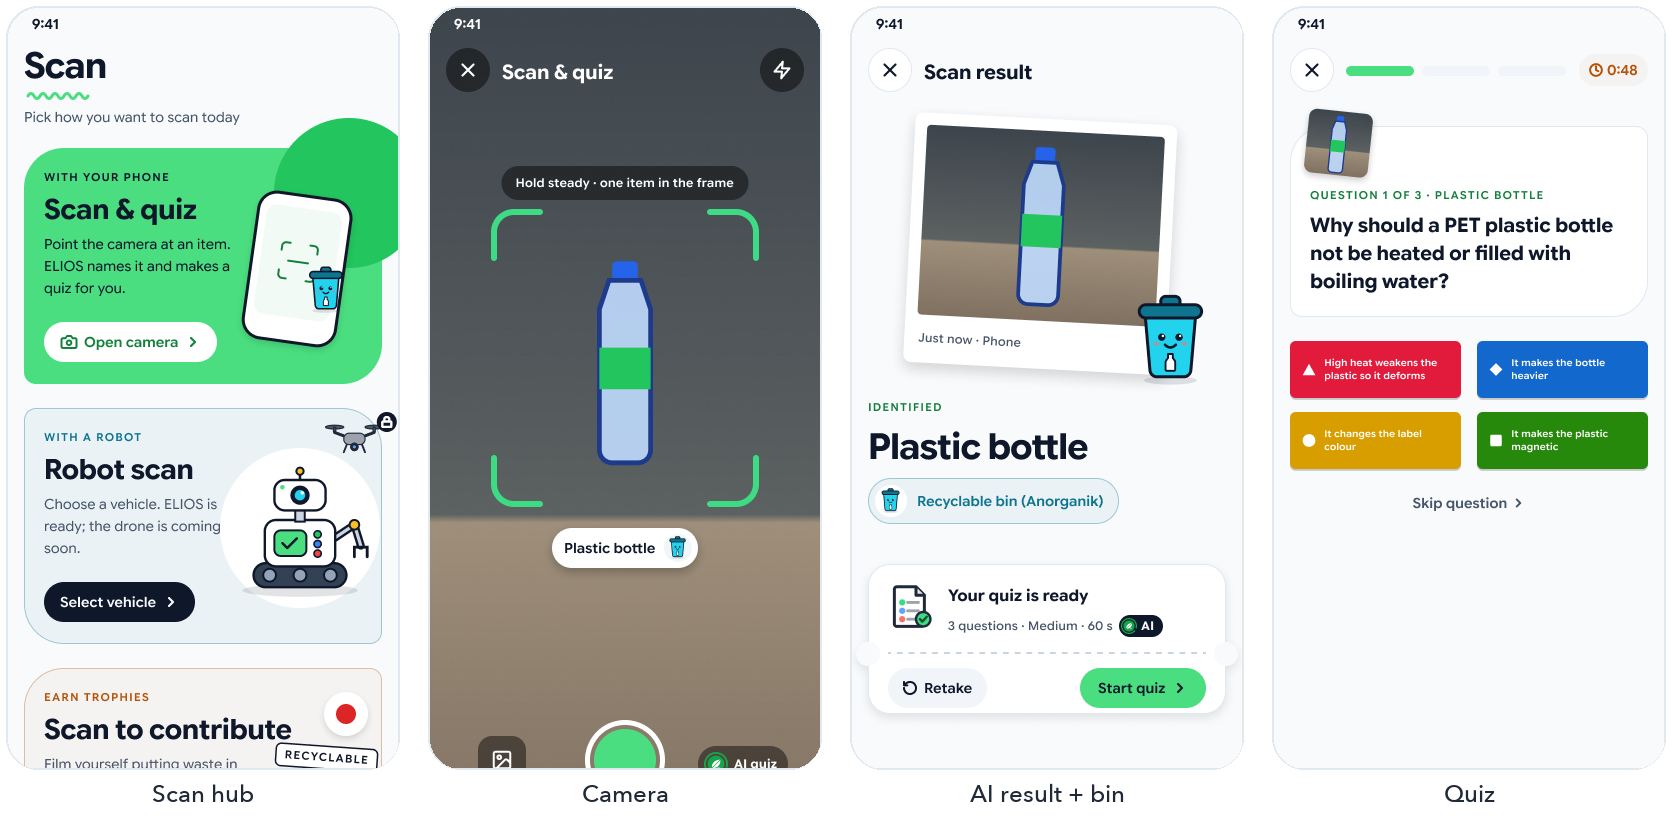 9:41
Scan
Pick how you want to scan today
WITH YOUR PHONE
Scan & quiz
Point the camera at an item.
ELIOS names it and makes a
quiz for you.
Open camera
WITH A ROBOT
Robot scan
Choose a vehicle. ELIOS is
ready; the drone is coming
soon.
Select vehicle
EARN TROPHIES
Scan to contribute
RECYCLABLE
Film yourself putting waste in
Scan hub
9:41
Scan & quiz
Hold steady · one item in the frame
Plastic bottle
AI quiz
Camera
9:41
Scan result
Just now · Phone
IDENTIFIED
Plastic bottle
Recyclable bin (Anorganik)
Your quiz is ready
3 questions · Medium · 60 s AI
Retake
Start quiz
AI result + bin
9:41
0:48
QUESTION 1 OF 3 · PLASTIC BOTTLE
Why should a PET plastic bottle
not be heated or filled with
boiling water?
High heat weakens the
plastic so it deforms
It makes the bottle
heavier
It changes the label
colour
It makes the plastic
magnetic
Skip question
Quiz